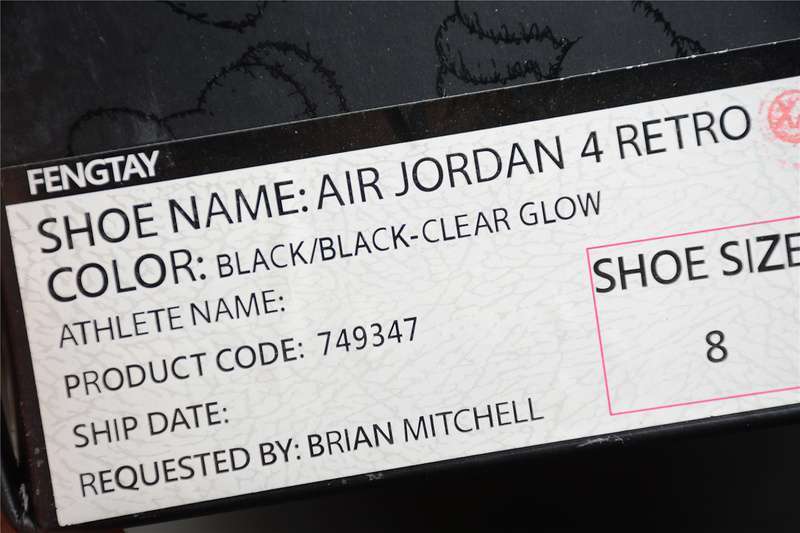 FENGTAY
SHOE NAME: AIR JORDAN 4 RETRO
COLOR: BLACK/BLACK-CLEAR GLOW
ATHLETE NAME:
PRODUCT CODE: 749347
SHIP DATE:
REQUESTED BY: BRIAN MITCHELL
SHOE SIZE
8